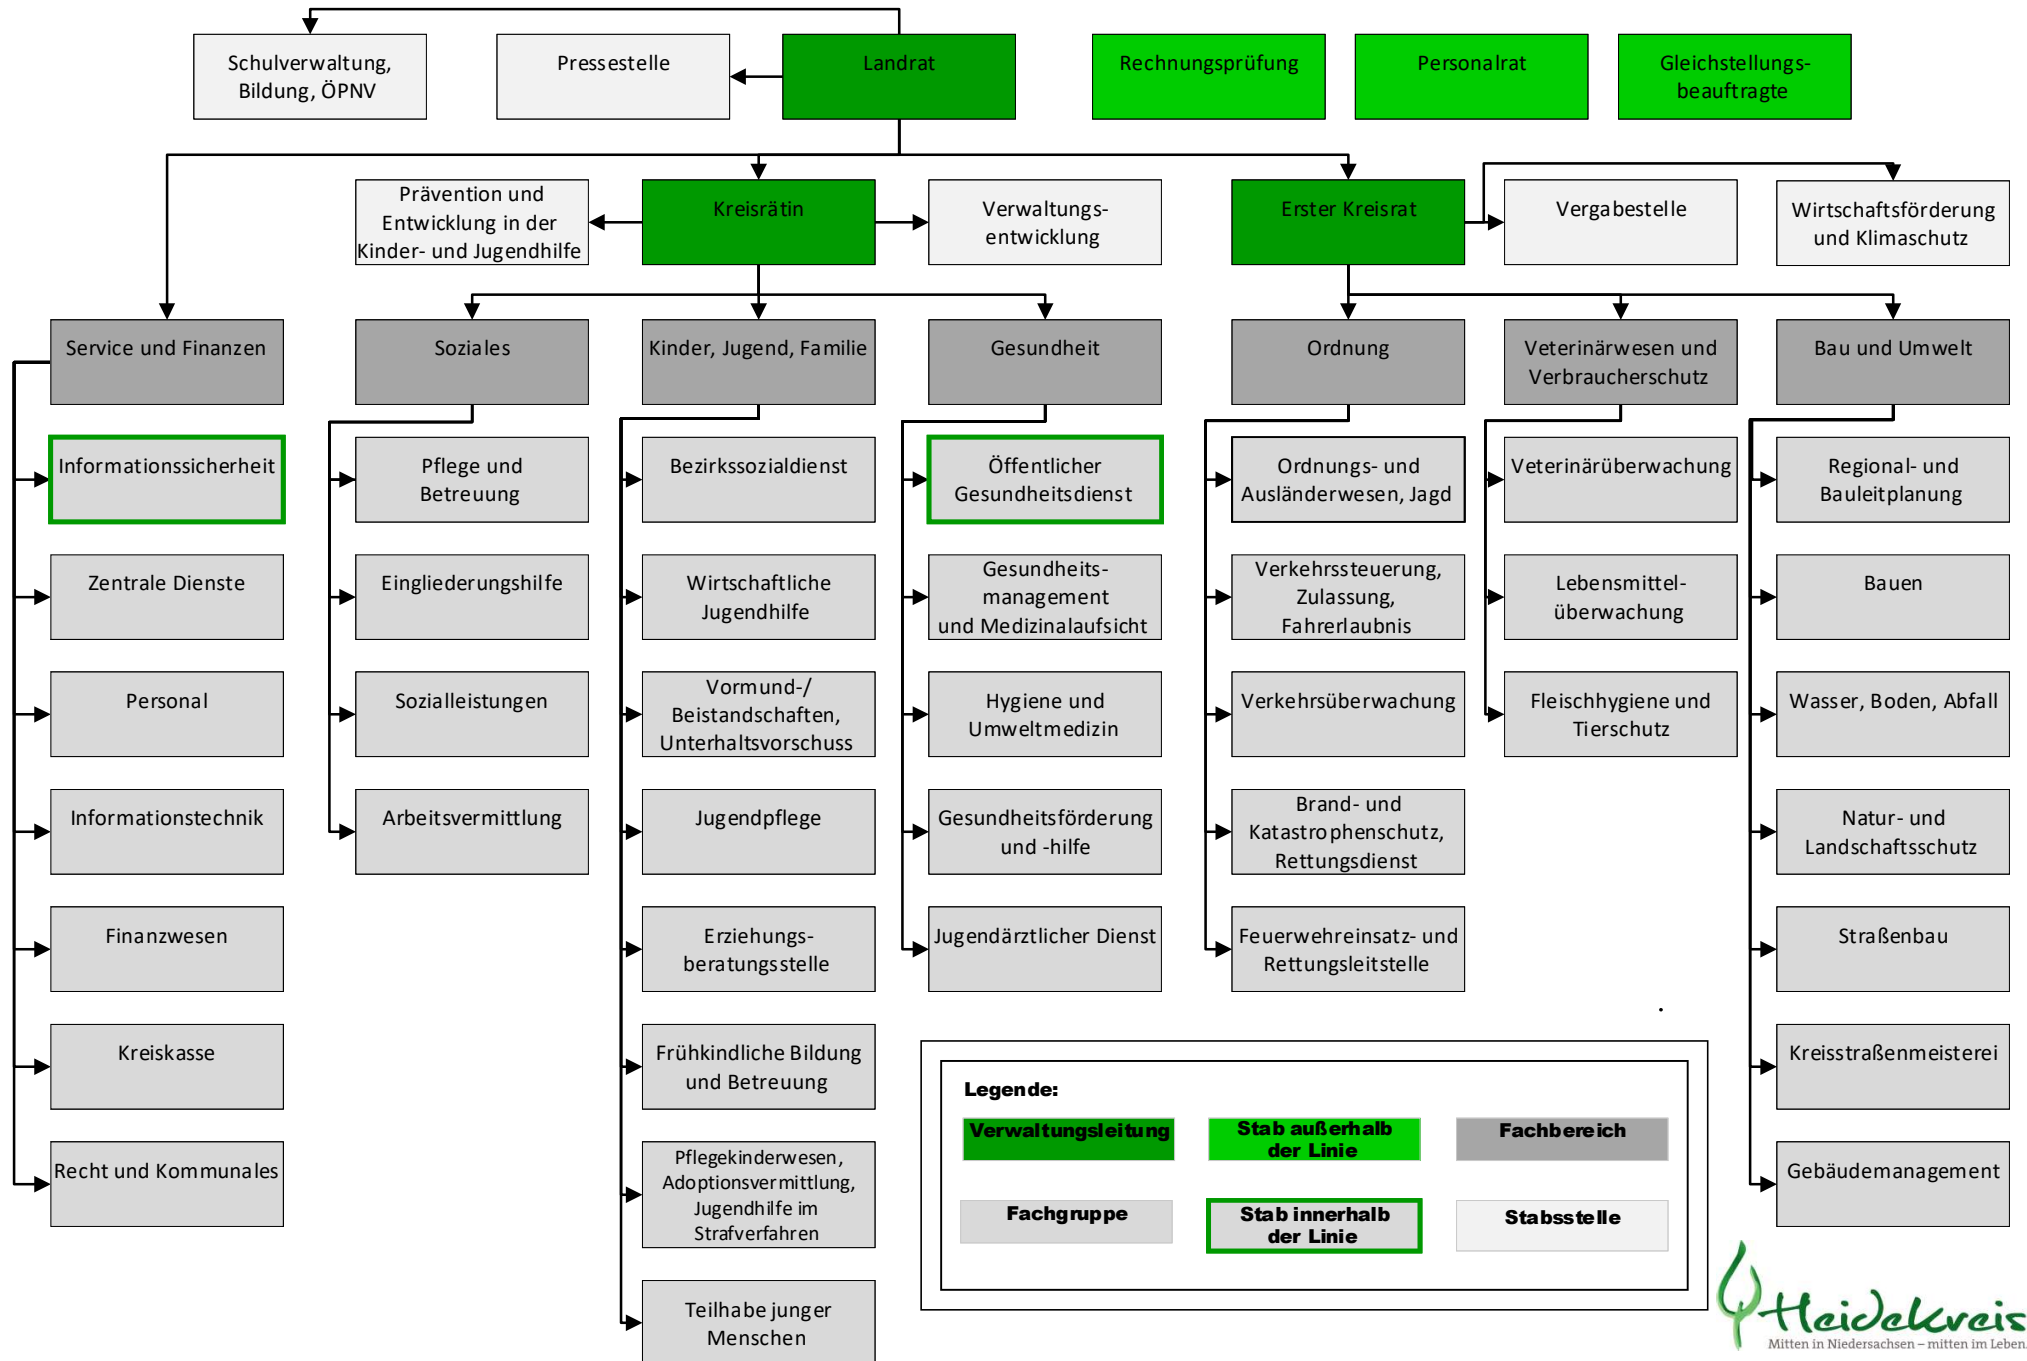 Schulverwaltung,
Bildung, ÖPNV
Pressestelle
Landrat
Rechnungsprüfung
Personalrat
Gleichstellungs-
beauftragte
Prävention und
Entwicklung in der
Kinder- und Jugendhilfe
Kreisrätin
Verwaltungs-
entwicklung
Erster Kreisrat
Vergabestelle
Wirtschaftsförderung
und Klimaschutz
Service und Finanzen
Soziales
Kinder, Jugend, Familie
Gesundheit
Ordnung
Veterinärwesen und
Verbraucherschutz
Bau und Umwelt
Informationssicherheit
Pflege und
Betreuung
Bezirkssozialdienst
Öffentlicher
Gesundheitsdienst
Ordnungs- und
Ausländerwesen, Jagd
Veterinärüberwachung
Regional- und
Bauleitplanung
Zentrale Dienste
Eingliederungshilfe
Wirtschaftliche
Jugendhilfe
Gesundheits-
management
und Medizinalaufsicht
Verkehrssteuerung,
Zulassung,
Fahrerlaubnis
Lebensmittel-
überwachung
Bauen
Personal
Sozialleistungen
Vormund-/
Beistandschaften,
Unterhaltsvorschuss
Hygiene und
Umweltmedizin
Verkehrsüberwachung
Fleischhygiene und
Tierschutz
Wasser, Boden, Abfall
Informationstechnik
Arbeitsvermittlung
Jugendpflege
Gesundheitsförderung
und -hilfe
Brand- und
Katastrophenschutz,
Rettungsdienst
Natur- und
Landschaftsschutz
Finanzwesen
Erziehungs-
beratungsstelle
Jugendärztlicher Dienst
Feuerwehreinsatz- und
Rettungsleitstelle
Straßenbau
Kreiskasse
Frühkindliche Bildung
und Betreuung
Kreisstraßenmeisterei
Recht und Kommunales
Pflegekinderwesen,
Adoptionsvermittlung,
Jugendhilfe im
Strafverfahren
Gebäudemanagement
Teilhabe junger
Menschen
Legende:
Verwaltungsleitung
Stab außerhalb
der Linie
Fachbereich
Fachgruppe
Stab innerhalb
der Linie
Stabsstelle
Heidekreis
Mitten in Niedersachsen – mitten im Leben